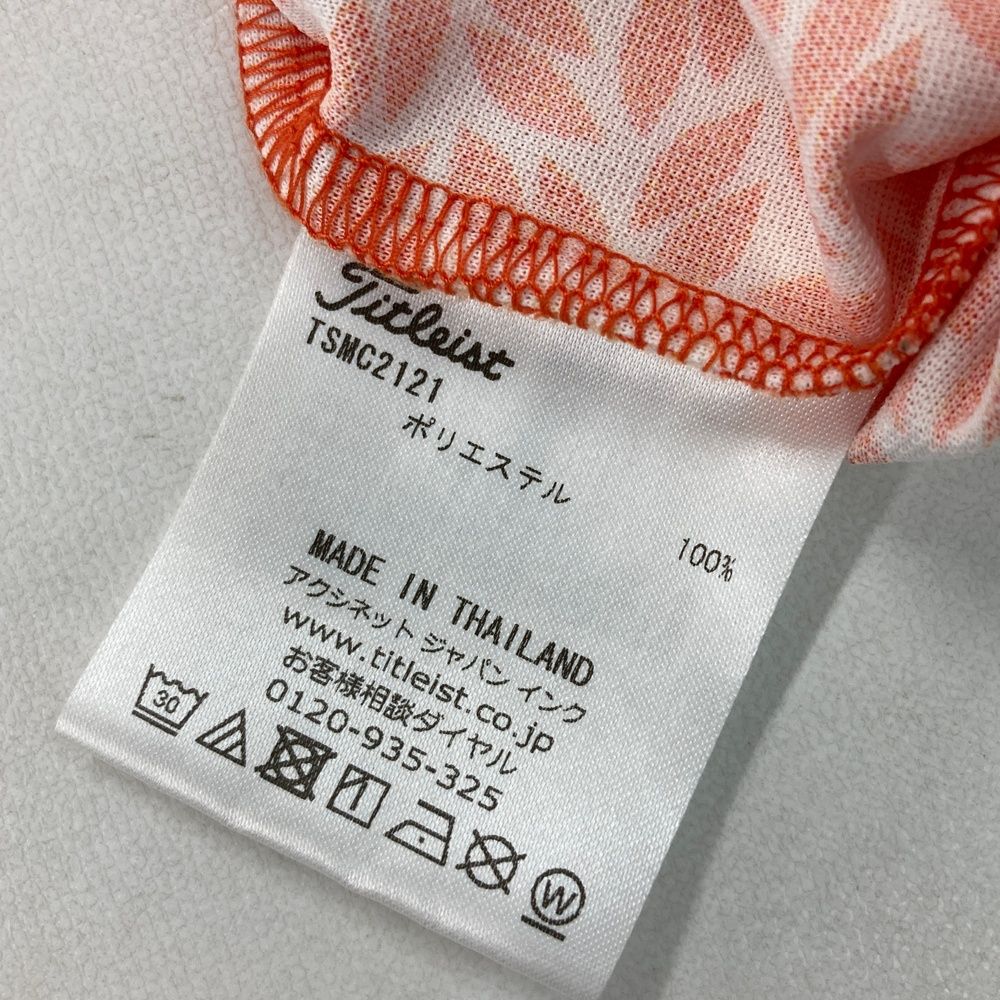 Titleist
TSMC2121
ポリエステル
100%
MADE IN THAILAND
アクシネット ジャパン インク
www.titleist.co.jp
お客様相談ダイヤル
0120-935-325
30
W